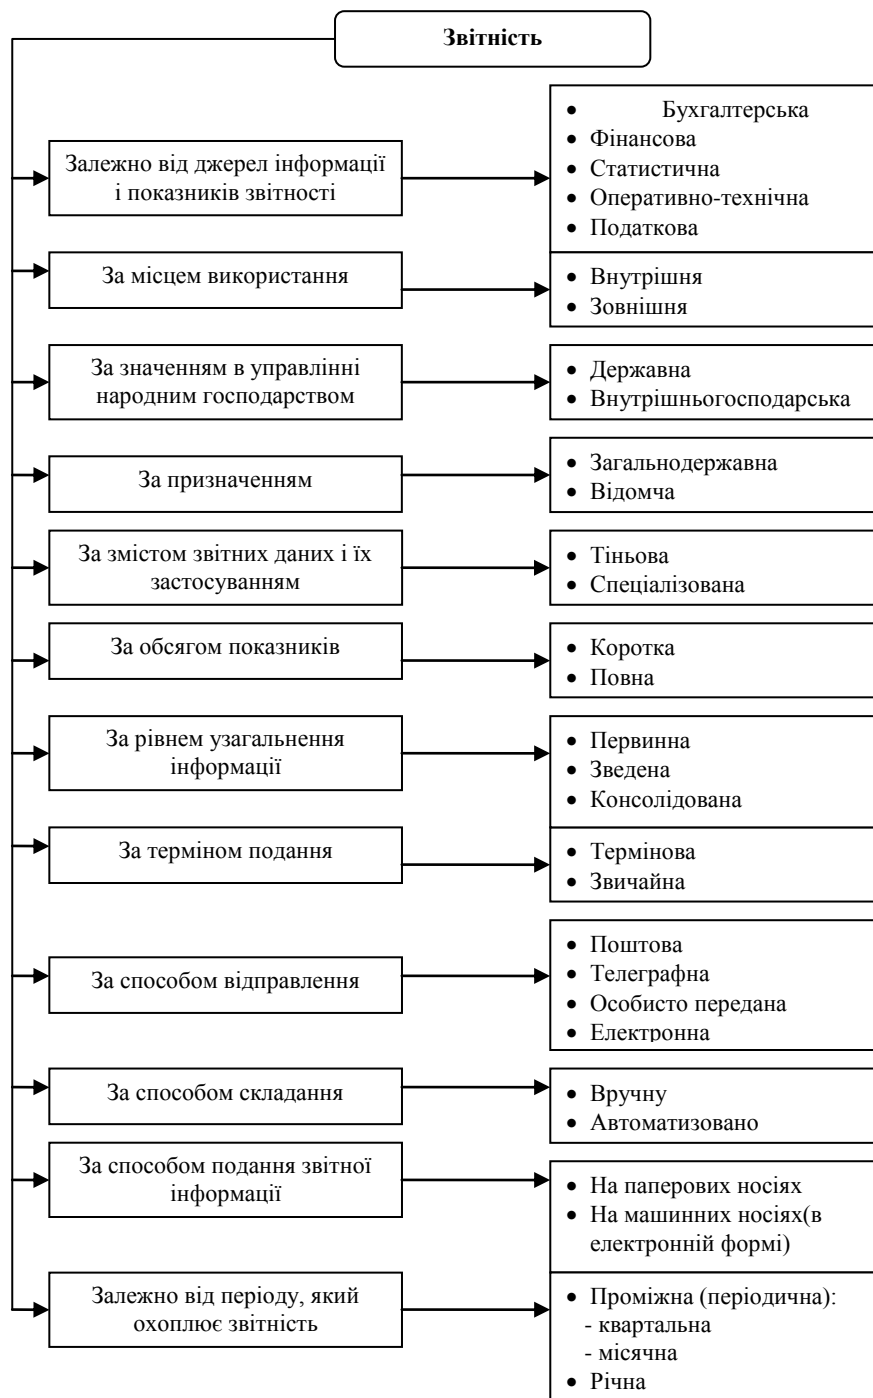 Звітність
Залежно від джерел інформації
і показників звітності
• Бухгалтерська
• Фінансова
• Статистична
• Оперативно-технічна
• Податкова
За місцем використання
• Внутрішня
• Зовнішня
За значенням в управлінні
народним господарством
• Державна
• Внутрішньогосподарська
За призначенням
• Загальнодержавна
• Відомча
За змістом звітних даних і їх
застосуванням
• Тіньова
• Спеціалізована
За обсягом показників
• Коротка
• Повна
За рівнем узагальнення
інформації
• Первинна
• Зведена
• Консолідована
За терміном подання
• Термінова
• Звичайна
За способом відправлення
• Поштова
• Телеграфна
• Особисто передана
• Електронна
За способом складання
• Вручну
• Автоматизовано
За способом подання звітної
інформації
• На паперових носіях
• На машинних носіях(в
електронній формі)
Залежно від періоду, який
охоплює звітність
• Проміжна (періодична):
- квартальна
- місячна
• Річна